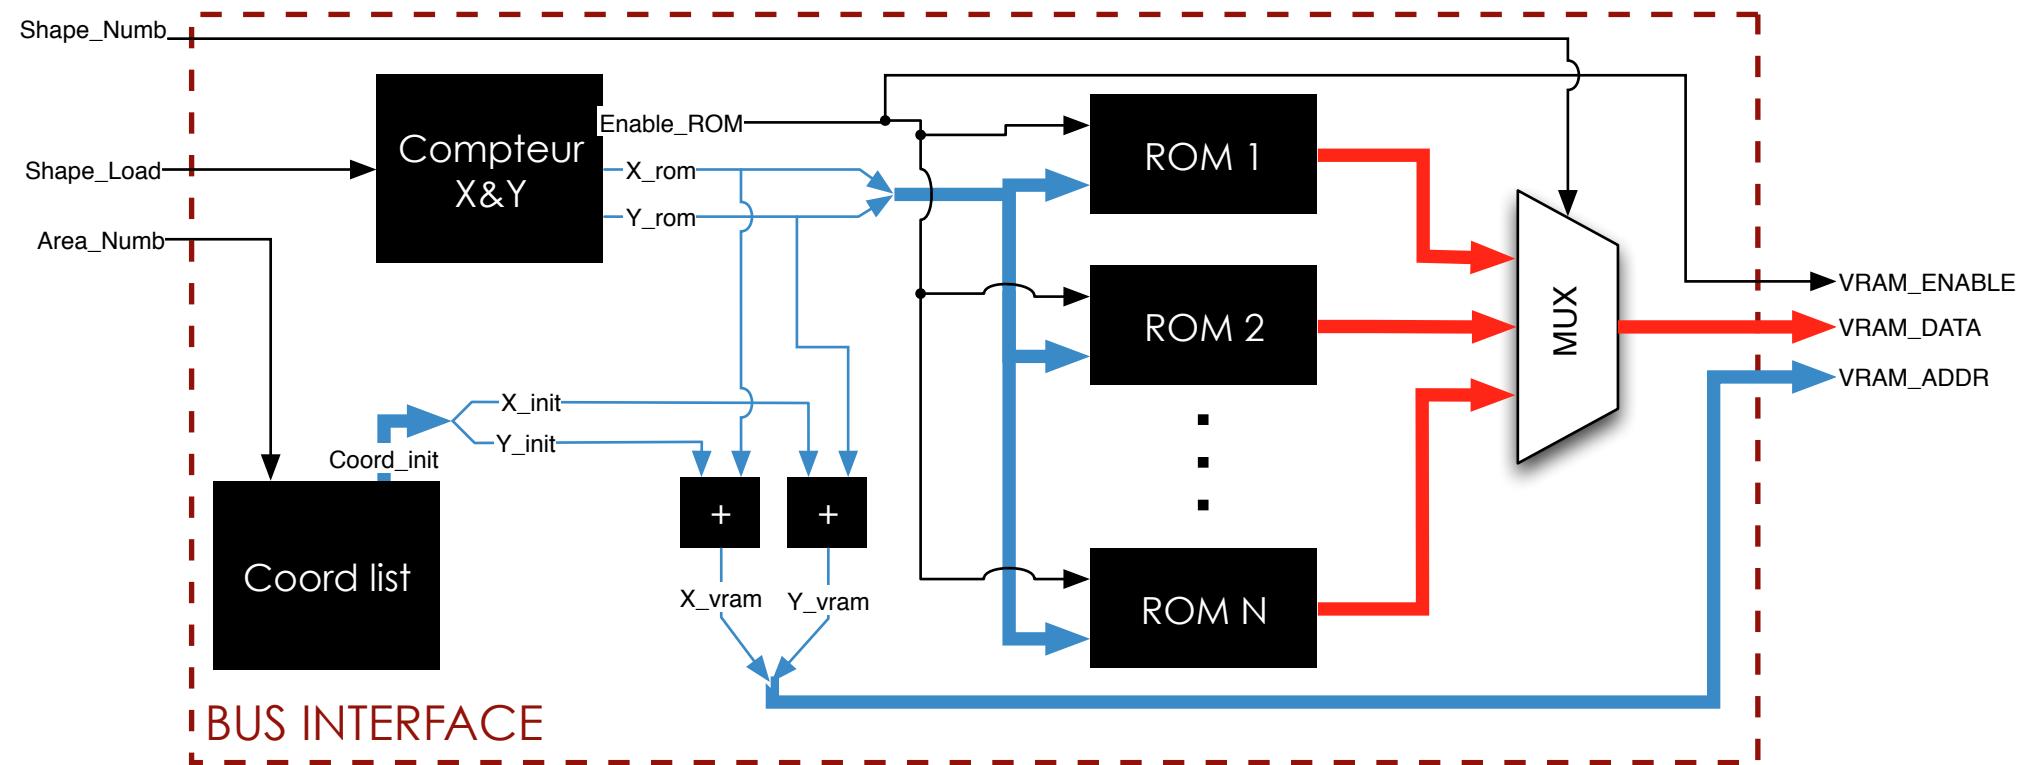 Shape_Numb
Shape_Load
Area_Numb
Compteur
X&Y
Enable_ROM
X_rom
Y_rom
ROM 1
ROM 2
ROM N
MUX
VRAM_ENABLE
VRAM_DATA
VRAM_ADDR
X_init
Y_init
Coord_init
Coord list
+
+
X_vram
Y_vram
BUS INTERFACE